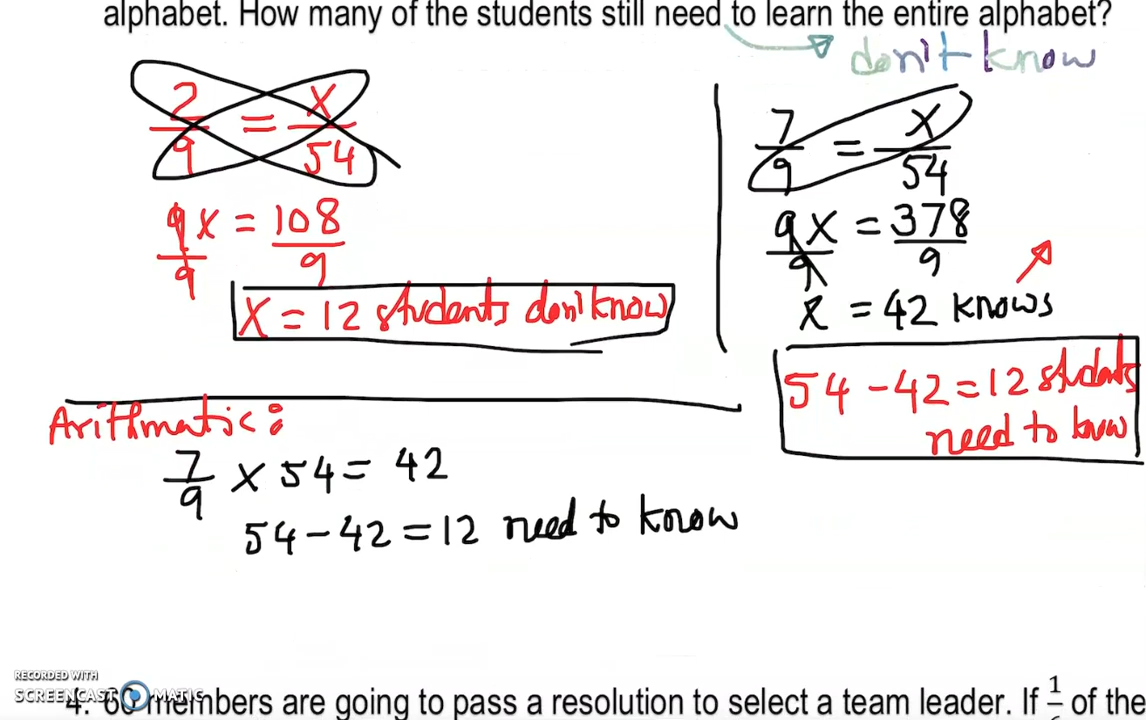 alphabet. How many of the students still need to learn the entire alphabet?
don't know
2/9 = x/54
9x/9 = 108/9
x = 12 students don't know
7/9 = x/54
9x/9 = 378/9
x = 42 knows
54 - 42 = 12 students
need to know
Arithmatic:
7/9 x 54 = 42
54 - 42 = 12 need to know
RECORDED WITH
SCREENCAST MATIC
4. 60 members are going to pass a resolution to select a team leader. If of the